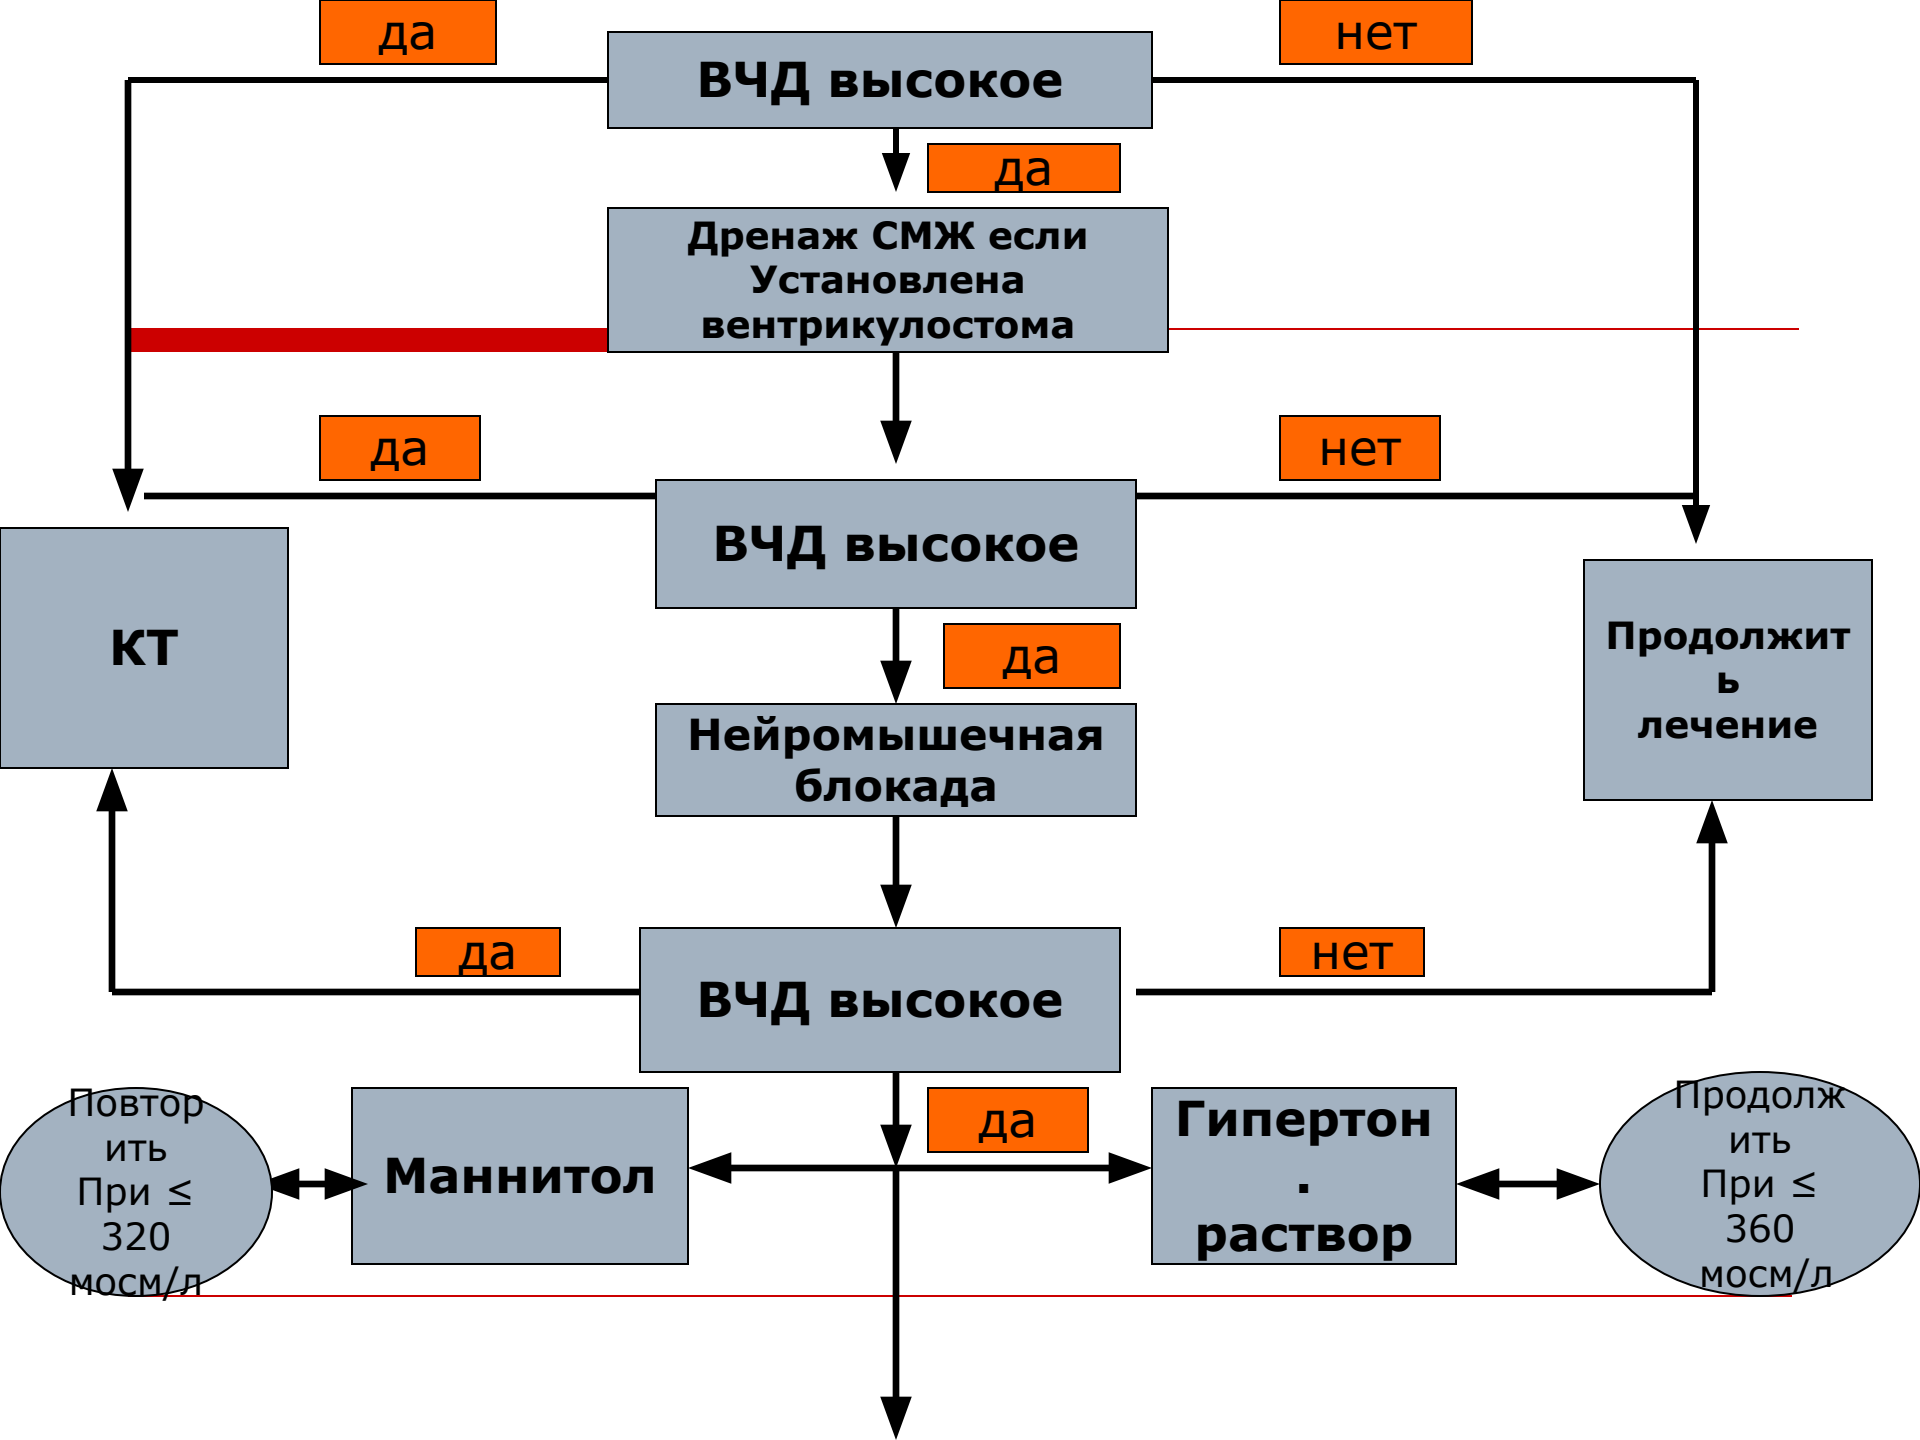 да
нет
ВЧД высокое
да
Дренаж СМЖ если
Установлена
вентрикулостома
да
нет
ВЧД высокое
КТ
да
Продолжит
ь
лечение
Нейромышечная
блокада
да
нет
ВЧД высокое
Повтор
ить
При ≤
320
мосм/л
Маннитол
да
Гипертон
.
раствор
Продолж
ить
При ≤
360
мосм/л